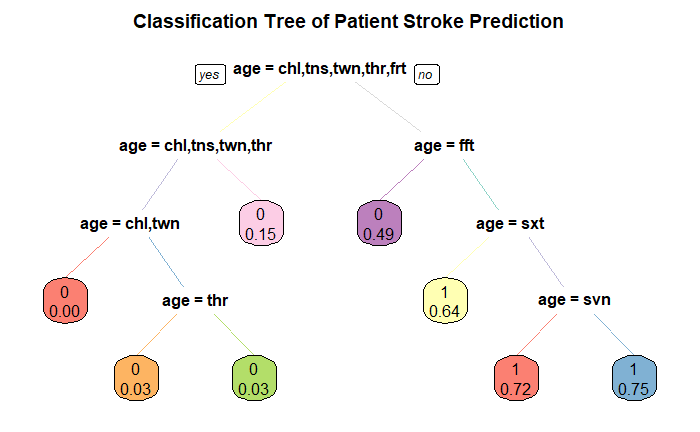 Classification Tree of Patient Stroke Prediction
yes age = chl,tns,twn,thr,frt no
age = chl,tns,twn,thr
age = fft
age = chl,twn
0
0.15
0
0.49
age = sxt
0
0.00
age = thr
1
0.64
age = svn
0
0.03
0
0.03
1
0.72
1
0.75